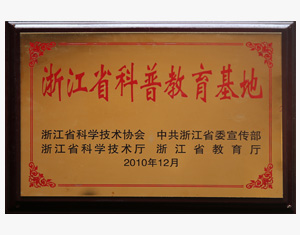 浙江省科普教育基地
浙江省科学技术协会 中共浙江省委宣传部
浙江省科学技术厅 浙江省教育厅
2010年12月